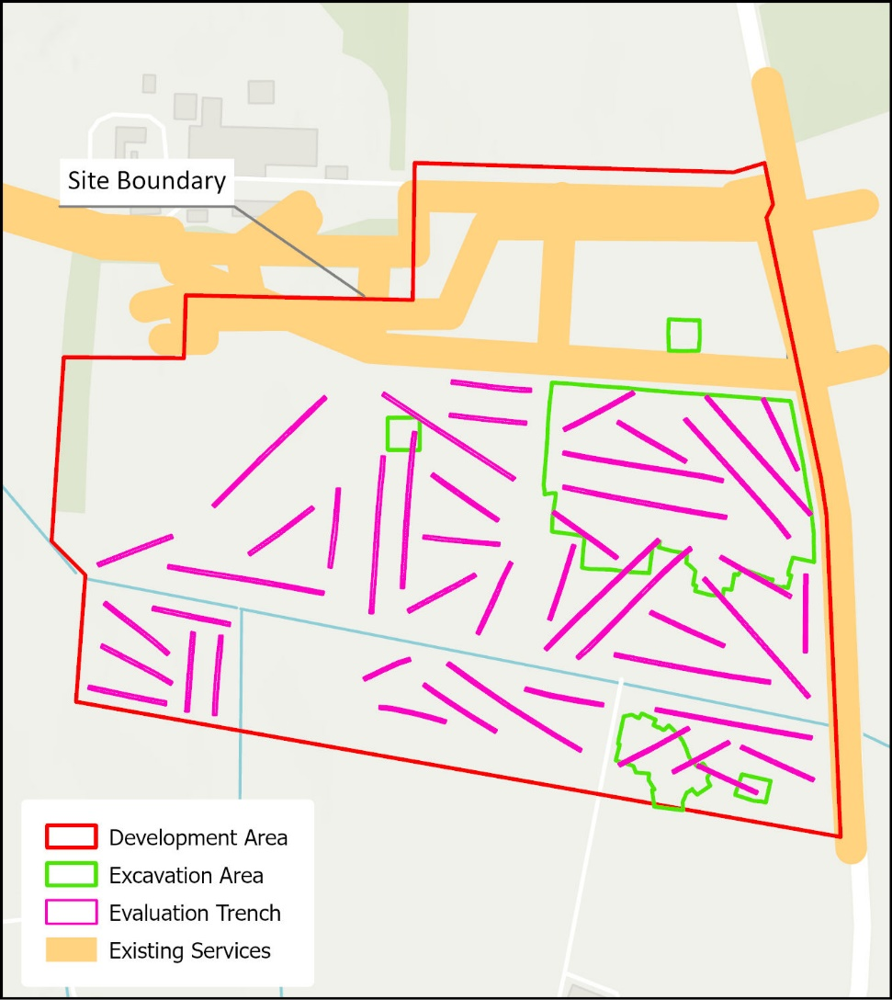 Site Boundary
Development Area
Excavation Area
Evaluation Trench
Existing Services